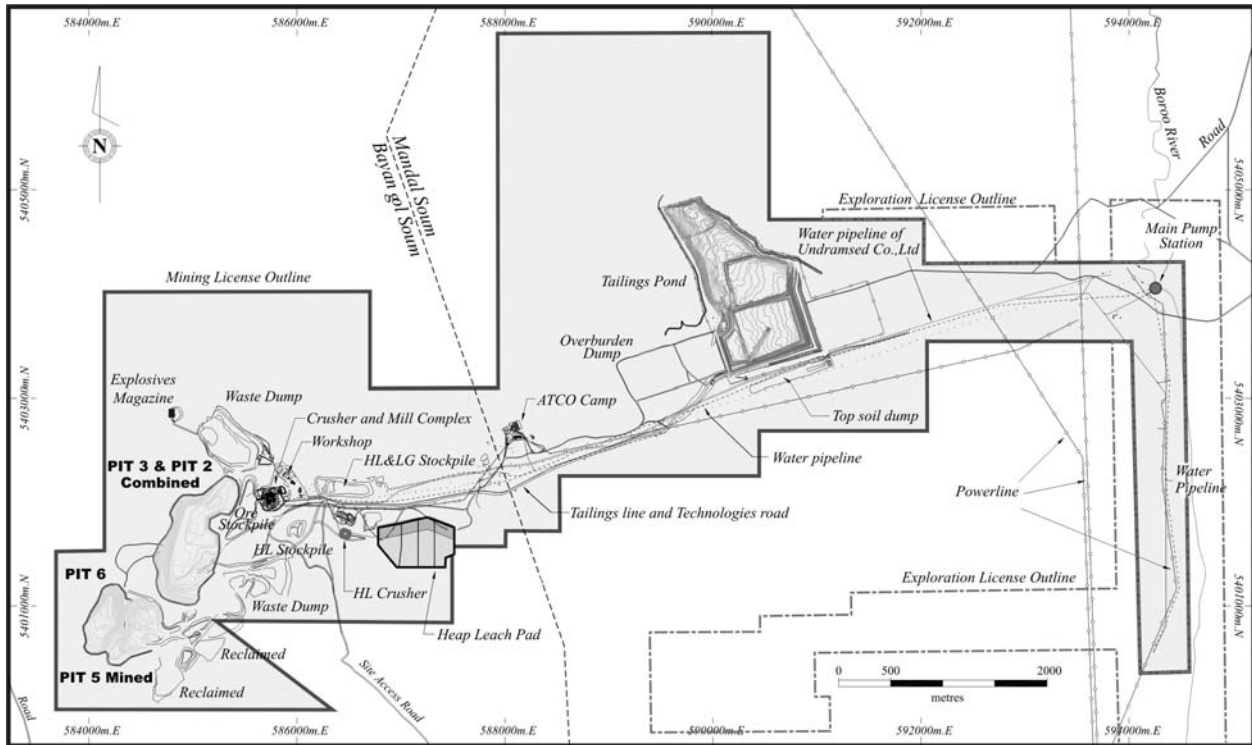 584000m.E
586000m.E
588000m.E
590000m.E
592000m.E
594000m.E
N
Boroo River
Road
5405000m.N
5405000m.N
Mandal Soum
Bayan gol Soum
Exploration License Outline
Main Pump
Station
Water pipeline of
Undramsed Co.,Ltd
Mining License Outline
Tailings Pond
Overburden
Dump
Explosives
Magazine
Waste Dump
ATCO Camp
5403000m.N
5403000m.N
Crusher and Mill Complex
Top soil dump
Workshop
HL&LG Stockpile
Water pipeline
PIT 3 & PIT 2
Combined
Water
Pipeline
Powerline
Ore
Stockpile
Tailings line and Technologies road
HL Stockpile
PIT 6
Exploration License Outline
HL Crusher
Waste Dump
5401000m.N
5401000m.N
Heap Leach Pad
Reclaimed
PIT 5 Mined
Reclaimed
Site Access Road
0
500
1000
2000
metres
Road
584000m.E
586000m.E
588000m.E
590000m.E
592000m.E
594000m.E